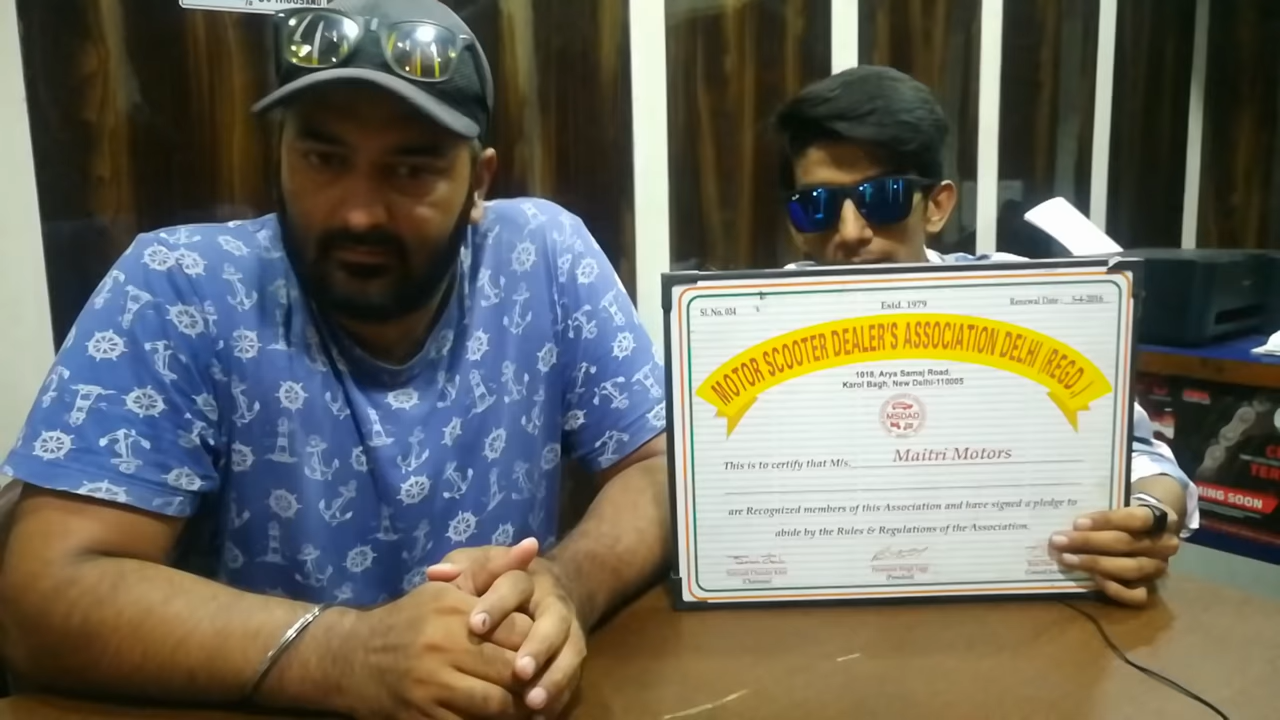 THOUSAND
Sl. No. 034
Estd. 1979
Renewal Date: 5-4-2016
MOTOR SCOOTER DEALER'S ASSOCIATION DELHI (REGD.)
1018, Arya Samaj Road,
Karol Bagh, New Delhi-110005
MSDAD
This is to certify that M/s. Maitri Motors
are Recognized members of this Association and have signed a pledge to
abide by the Rules & Regulations of the Association.
(Chairman)
(President)
MING SOON